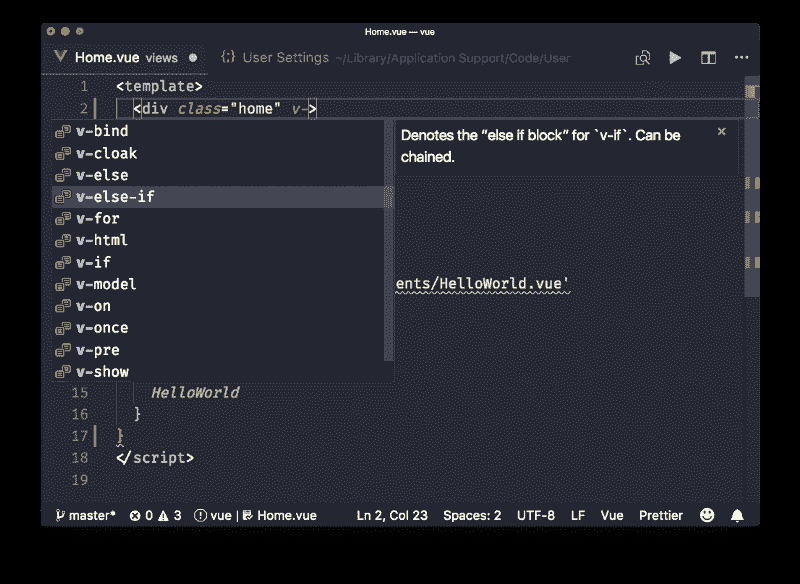 Home.vue — vue
Home.vue views ● {;} User Settings ~/Library/Application Support/Code/User
1 <template>
2 <div class="home" v->
v-bind
v-cloak
v-else
v-else-if
v-for
v-html
v-if
v-model
v-on
v-once
v-pre
v-show
Denotes the “else if block” for `v-if`. Can be
chained.
ents/HelloWorld.vue'
15 HelloWorld
16 }
17 }
18 </script>
19
master* 0 3 vue | Home.vue Ln 2, Col 23 Spaces: 2 UTF-8 LF Vue Prettier